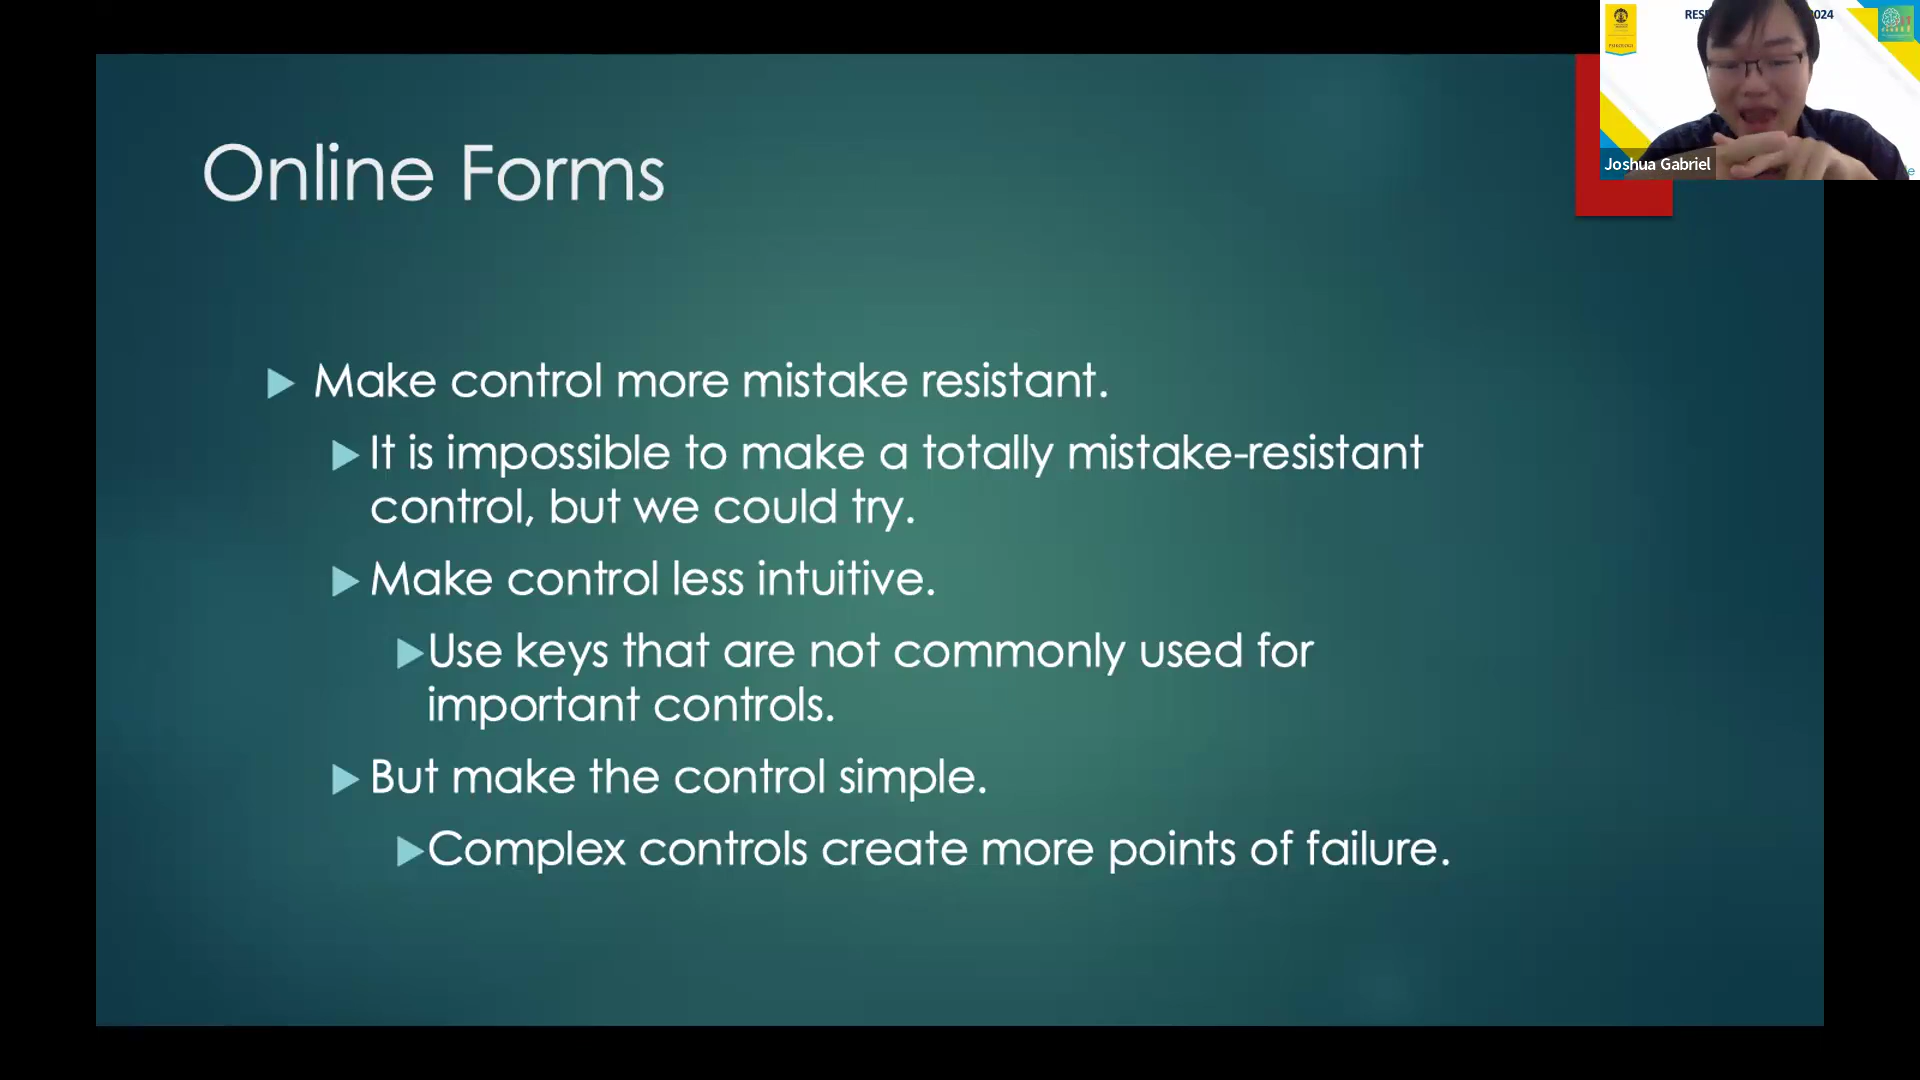 Online Forms
Make control more mistake resistant.
It is impossible to make a totally mistake-resistant
control, but we could try.
Make control less intuitive.
Use keys that are not commonly used for
important controls.
But make the control simple.
Complex controls create more points of failure.
2024
Joshua Gabriel